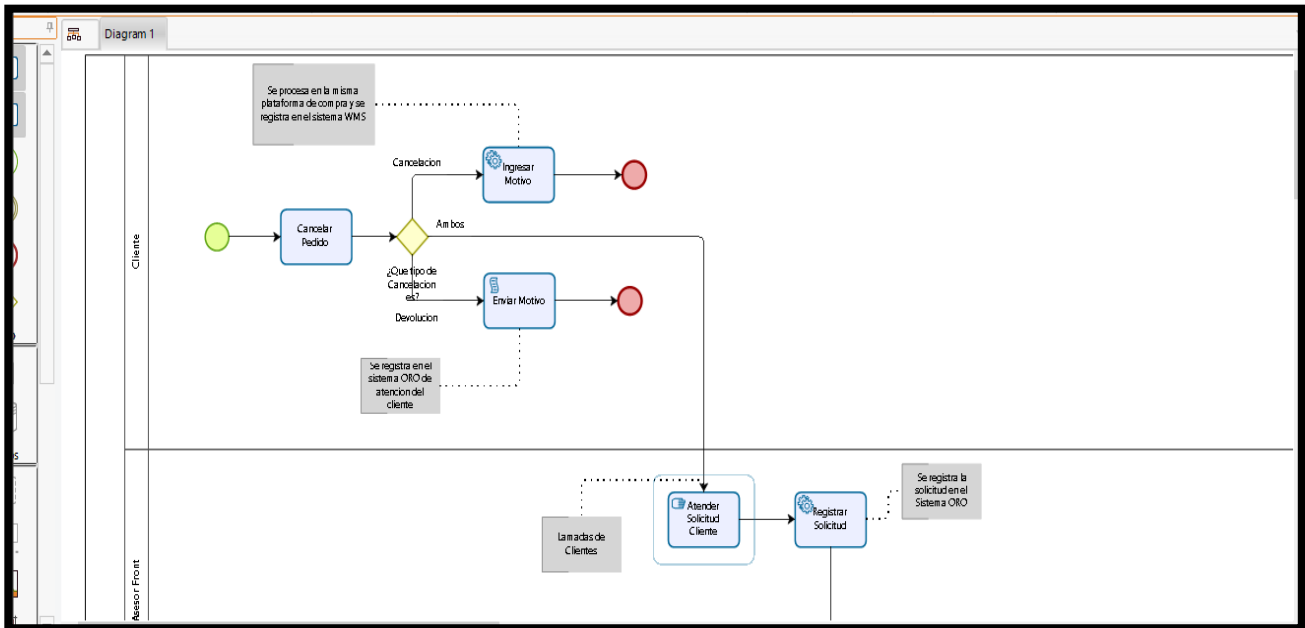 Diagram 1
Se procesa en la misma
plataforma de compra y se
registra en el sistema WMS
Cancelacion
Ingresar
Motivo
Cancelar
Pedido
Ambos
¿Que tipo de
Cancelacion
es?
Enviar Motivo
Devolucion
Se registra en el
sistema ORO de
atencion del
cliente
Cliente
Se registra la
solicitud en el
Sistema ORO
Atender
Solicitud
Cliente
Registrar
Solicitud
Lamadas de
Clientes
Asesor Front